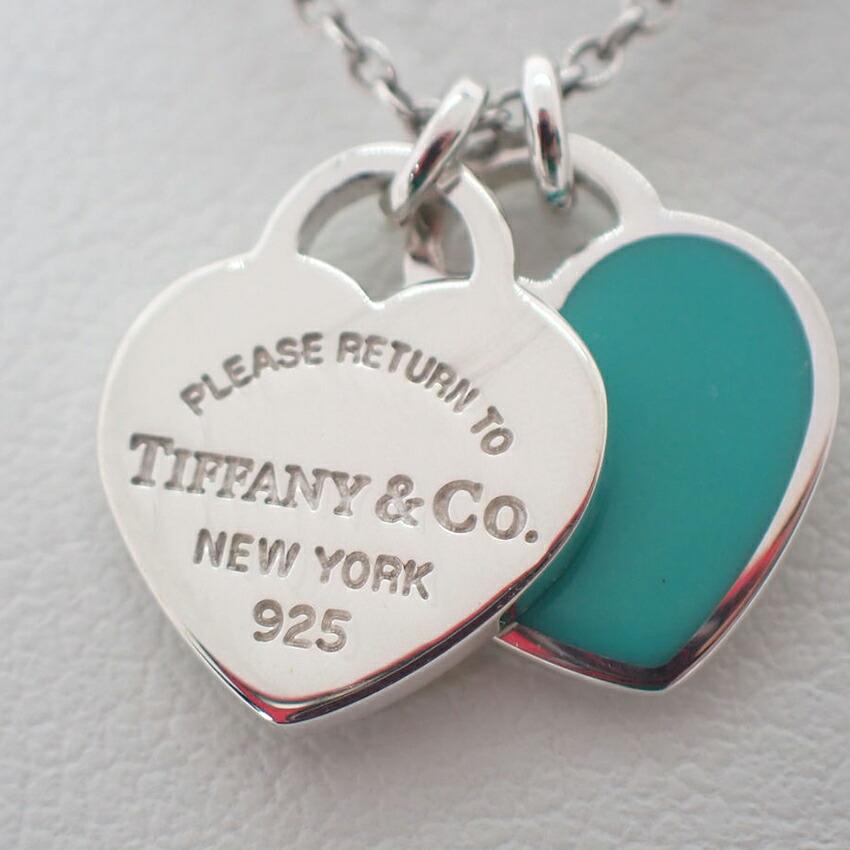 PLEASE RETURN TO
TIFFANY & CO.
NEW YORK
925